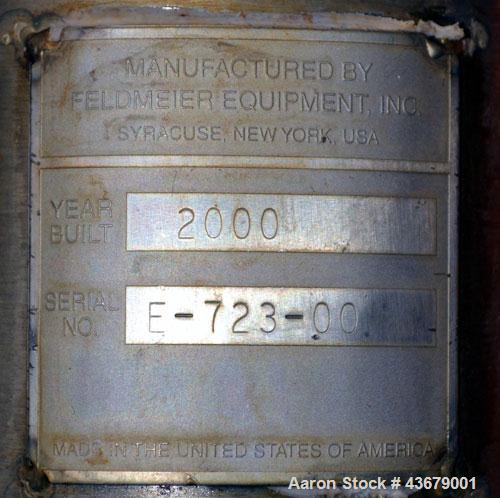 MANUFACTURED BY
FELDMEIER EQUIPMENT, INC.
SYRACUSE, NEW YORK, USA
YEAR
BUILT
2000
SERIAL
NO.
E-723-00
MADE IN THE UNITED STATES OF AMERICA
Aaron Stock # 43679001